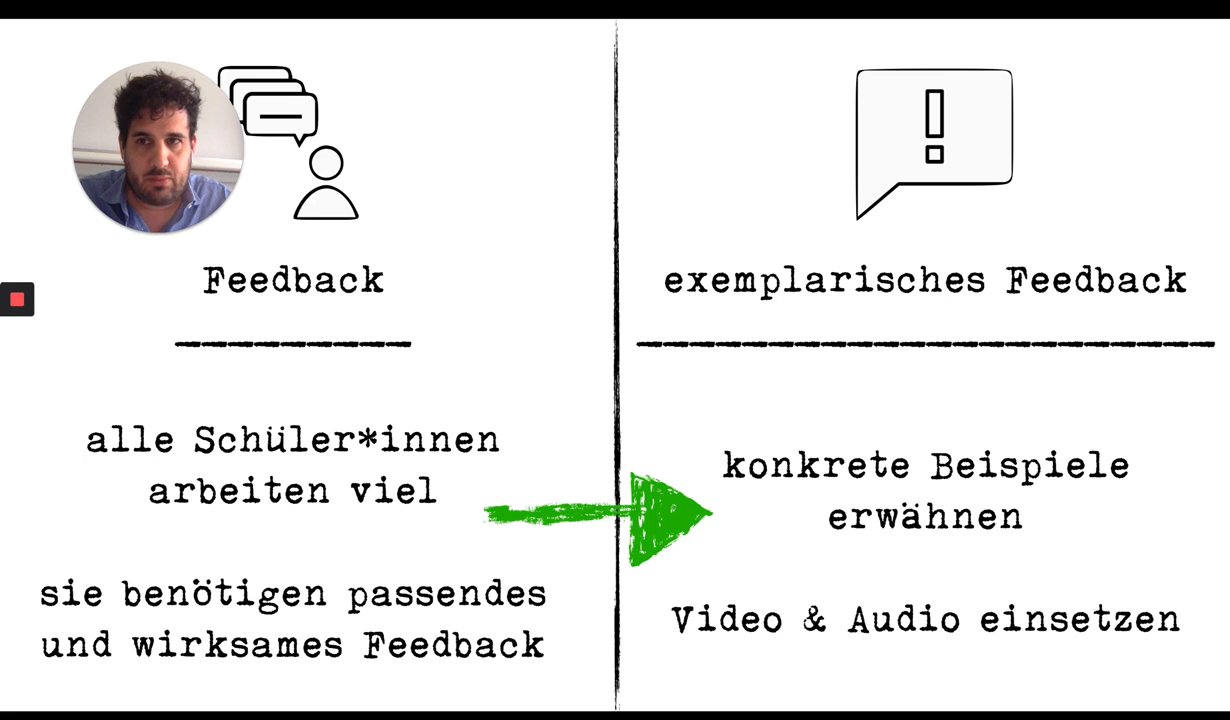 Feedback
alle Schüler*innen
arbeiten viel
sie benötigen passendes
und wirksames Feedback
exemplarisches Feedback
konkrete Beispiele
erwähnen
Video & Audio einsetzen